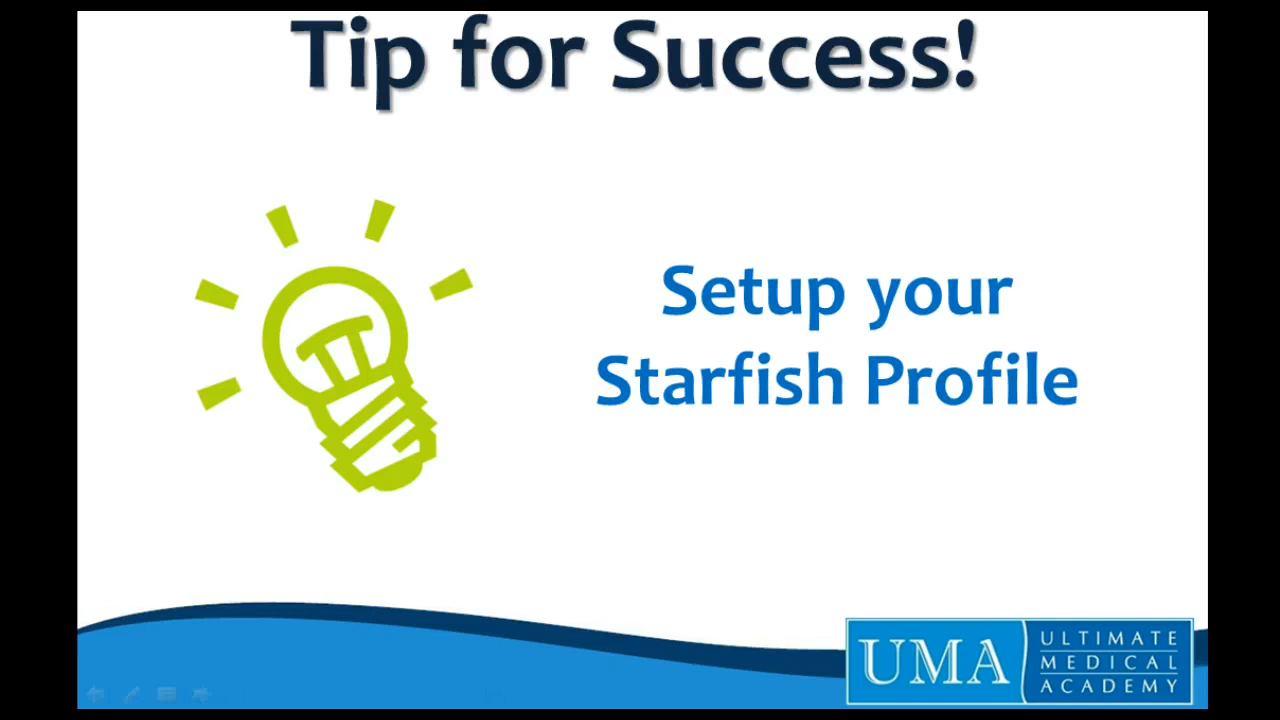 Tip for Success!
Setup your
Starfish Profile
UMA
ULTIMATE
MEDICAL
ACADEMY